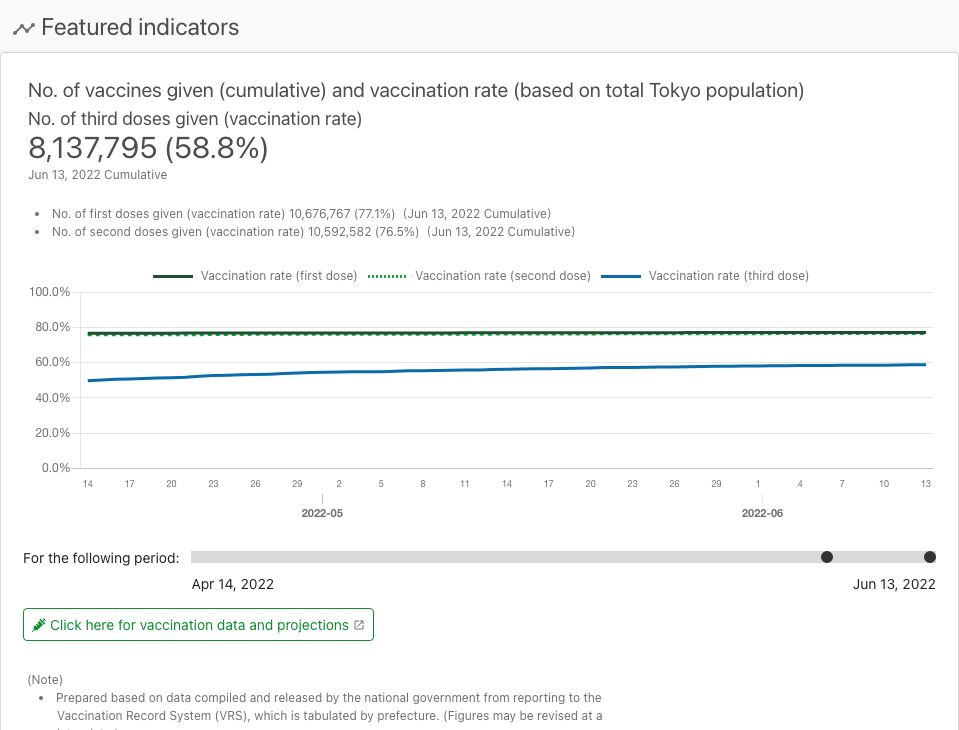 Featured indicators
No. of vaccines given (cumulative) and vaccination rate (based on total Tokyo population)
No. of third doses given (vaccination rate)
8,137,795 (58.8%)
Jun 13, 2022 Cumulative
No. of first doses given (vaccination rate) 10,676,767 (77.1%) (Jun 13, 2022 Cumulative)
No. of second doses given (vaccination rate) 10,592,582 (76.5%) (Jun 13, 2022 Cumulative)
Vaccination rate (first dose) Vaccination rate (second dose) Vaccination rate (third dose)
100.0%
80.0%
60.0%
40.0%
20.0%
0.0%
14 17 20 23 26 29 2 5 8 11 14 17 20 23 26 29 1 4 7 10 13
2022-05 2022-06
For the following period:
Apr 14, 2022 Jun 13, 2022
Click here for vaccination data and projections
(Note)
Prepared based on data compiled and released by the national government from reporting to the
Vaccination Record System (VRS), which is tabulated by prefecture. (Figures may be revised at a